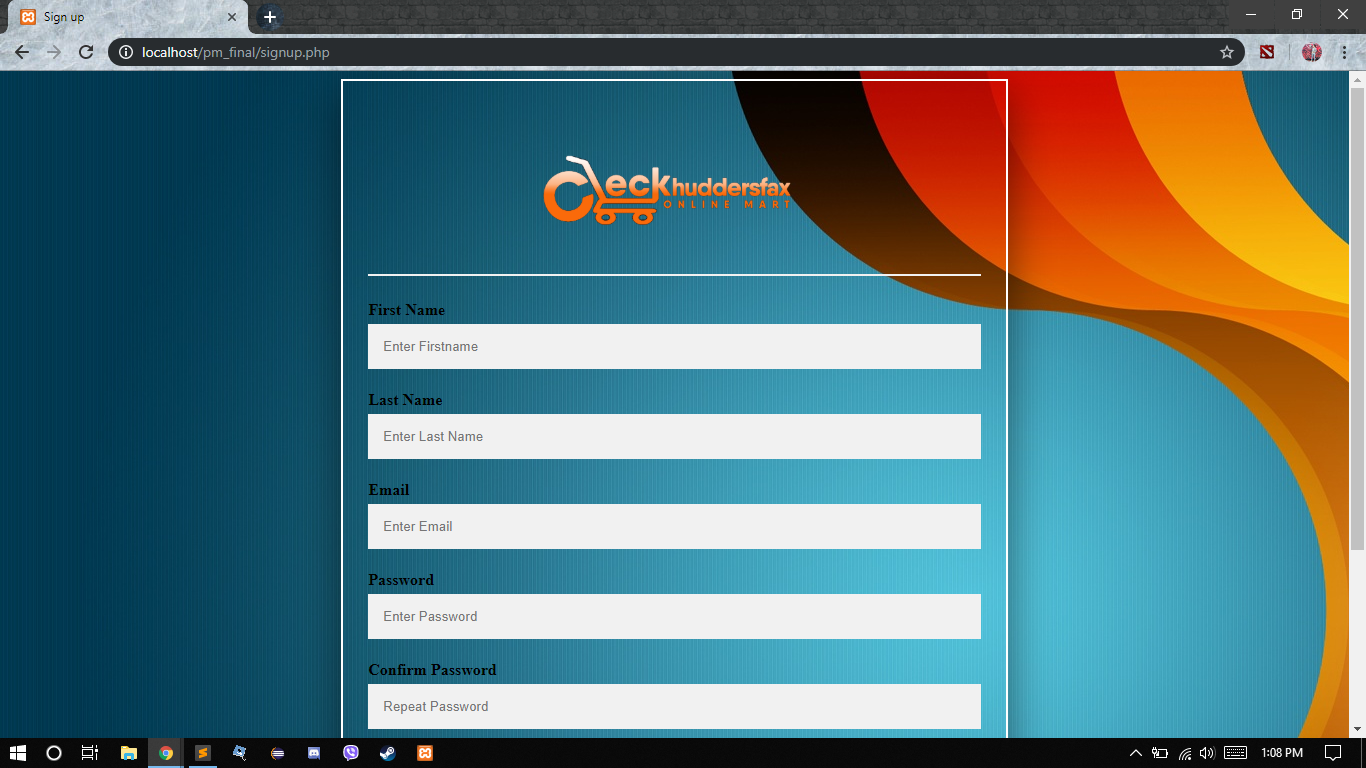 Sign up
localhost/pm_final/signup.php
Checkhuddersfax
ONLINE MART
First Name
Enter Firstname
Last Name
Enter Last Name
Email
Enter Email
Password
Enter Password
Confirm Password
Repeat Password
1:08 PM